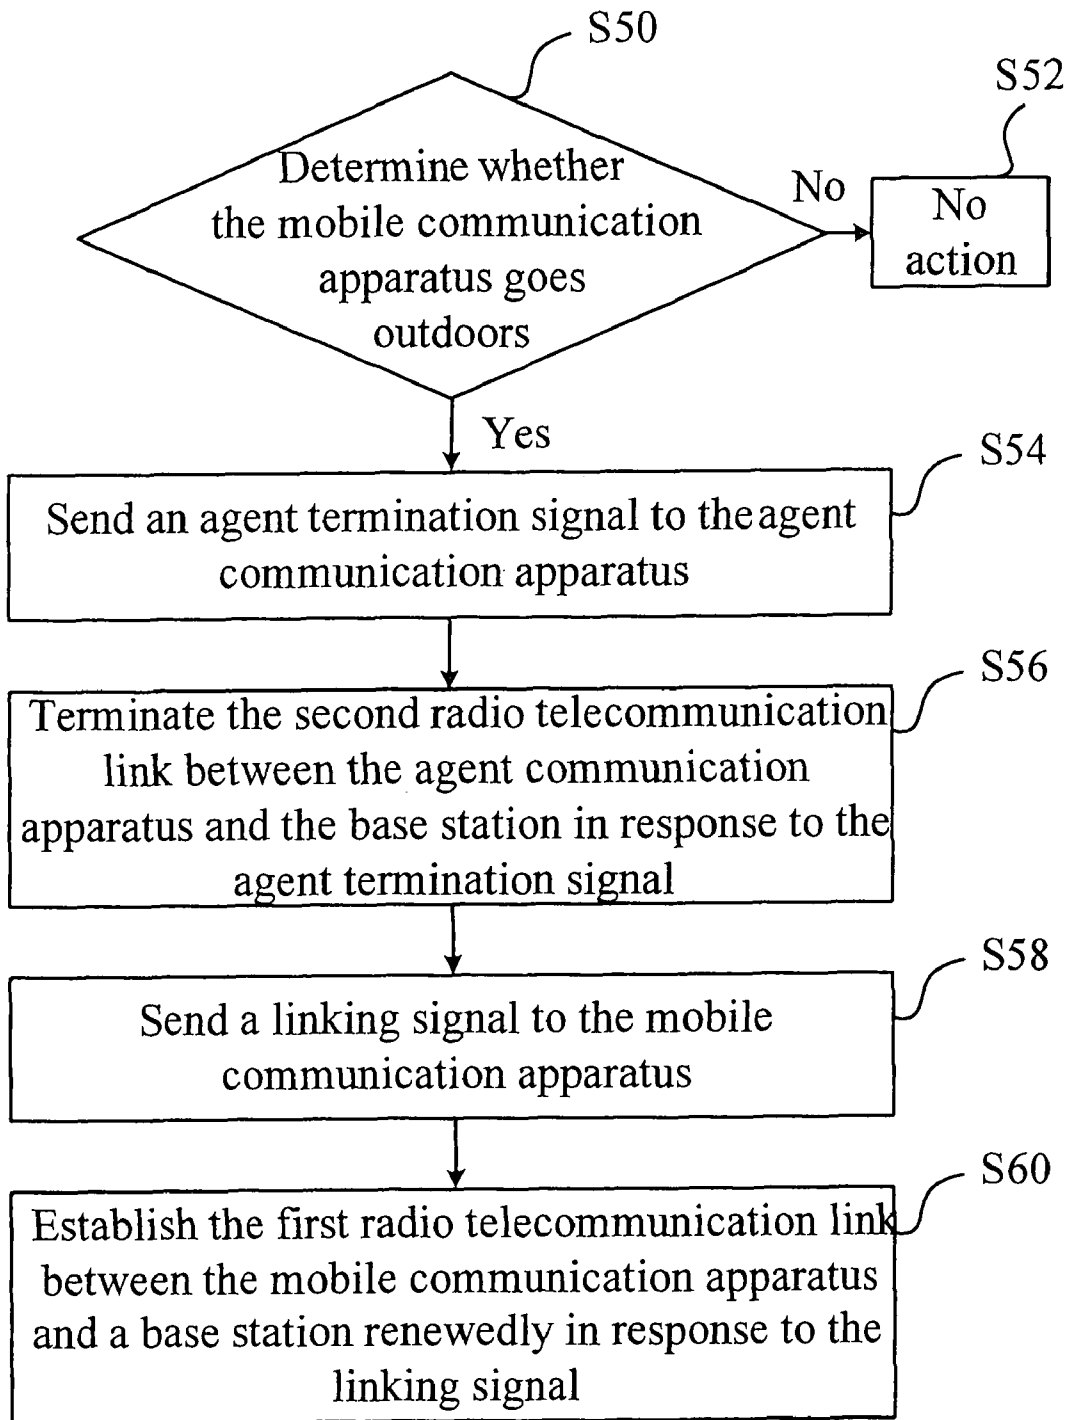 S50
S52
Determine whether
the mobile communication
apparatus goes
outdoors
No
No
action
Yes
S54
Send an agent termination signal to the agent
communication apparatus
S56
Terminate the second radio telecommunication
link between the agent communication
apparatus and the base station in response to the
agent termination signal
S58
Send a linking signal to the mobile
communication apparatus
S60
Establish the first radio telecommunication link
between the mobile communication apparatus
and a base station renewedly in response to the
linking signal